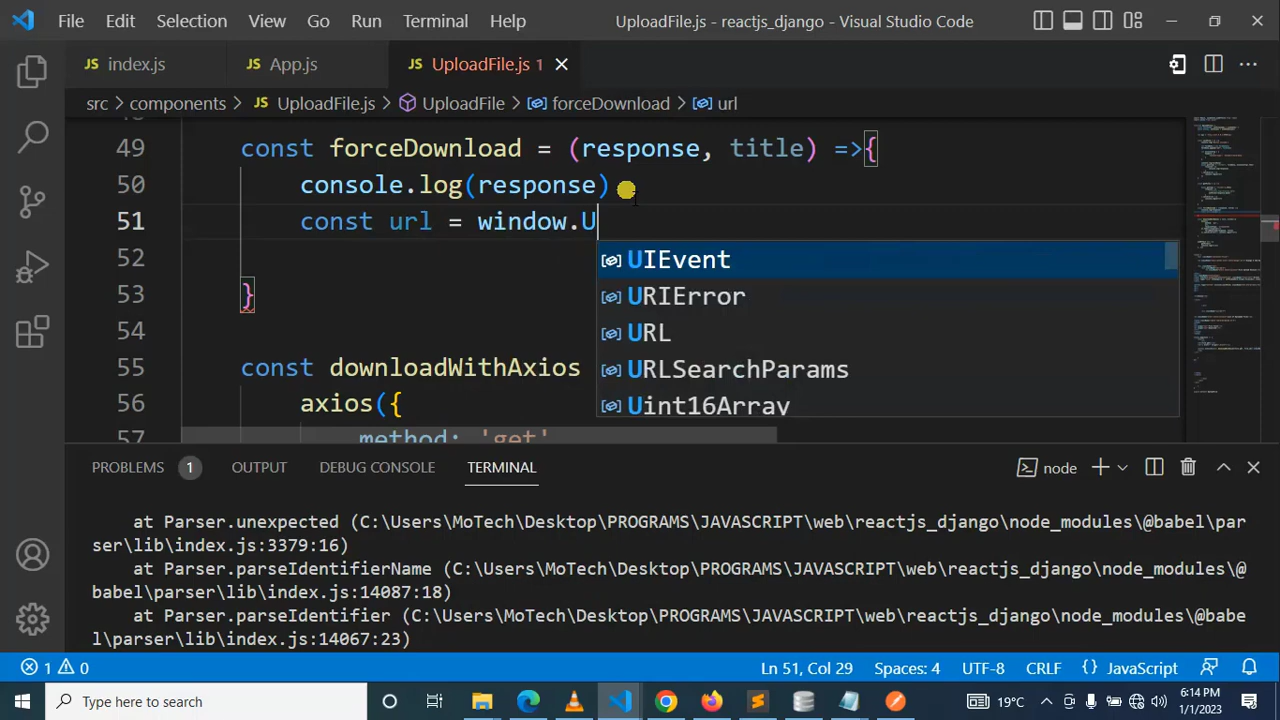 File Edit Selection View Go Run Terminal Help UploadFile.js - reactjs_django - Visual Studio Code
JS index.js JS App.js JS UploadFile.js 1
src > components > JS UploadFile.js > UploadFile > forceDownload > url
49 const forceDownload = (response, title) =>{
50 console.log(response)
51 const url = window.U
UIEvent
52
URIError
53 }
URL
54
URLSearchParams
55 const downloadWithAxios
Uint16Array
56 axios({
57 method: 'get'
PROBLEMS 1 OUTPUT DEBUG CONSOLE TERMINAL node
at Parser.unexpected (C:\Users\MoTech\Desktop\PROGRAMS\JAVASCRIPT\web\reactjs_django\node_modules\@babel\par
ser\lib\index.js:3379:16)
at Parser.parseIdentifierName (C:\Users\MoTech\Desktop\PROGRAMS\JAVASCRIPT\web\reactjs_django\node_modules\@
babel\parser\lib\index.js:14087:18)
at Parser.parseIdentifier (C:\Users\MoTech\Desktop\PROGRAMS\JAVASCRIPT\web\reactjs_django\node_modules\@babe
l\parser\lib\index.js:14067:23)
1 0 Ln 51, Col 29 Spaces: 4 UTF-8 CRLF {} JavaScript
Type here to search 19°C 6:14 PM
1/1/2023